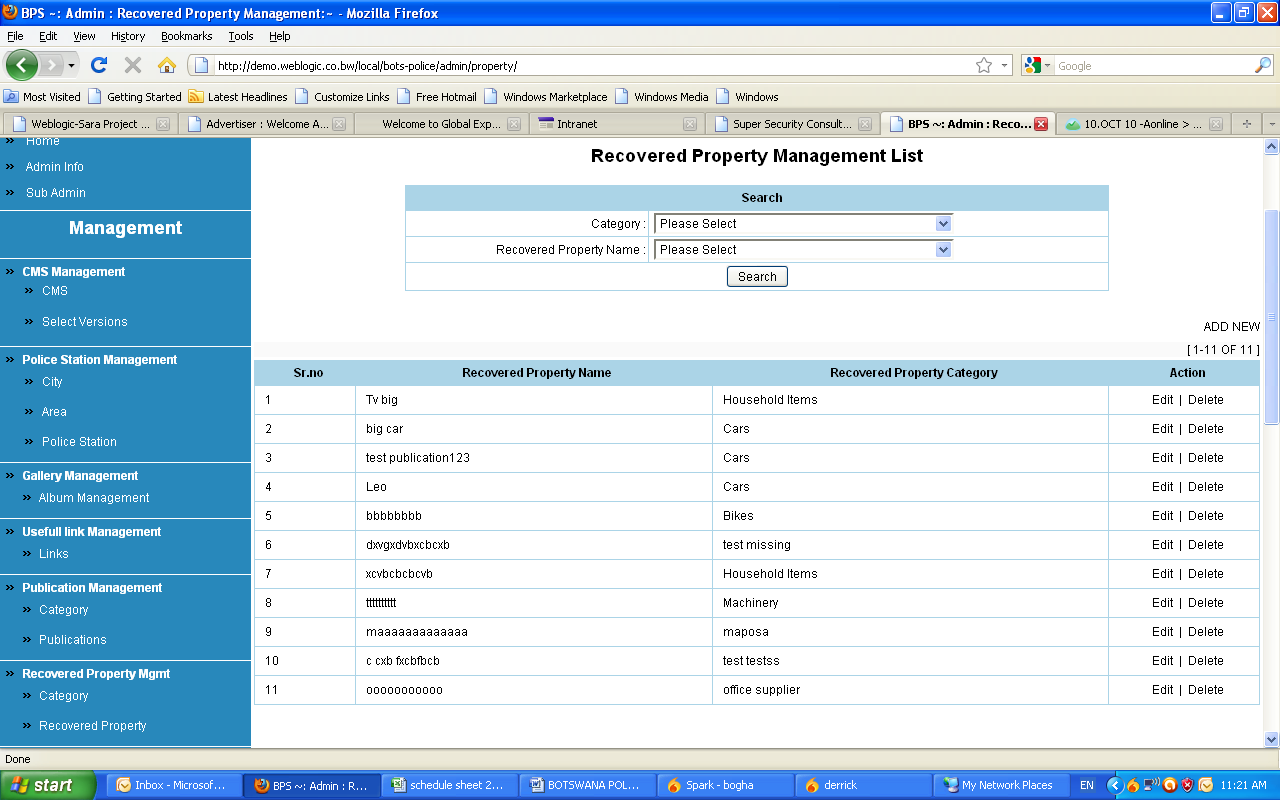 BPS ~: Admin : Recovered Property Management:~ - Mozilla Firefox
File Edit View History Bookmarks Tools Help
http://demo.weblogic.co.bw/local/bots-police/admin/property/
Google
Most Visited Getting Started Latest Headlines Customize Links Free Hotmail Windows Marketplace Windows Media Windows
Weblogic-Sara Project ... Advertiser : Welcome A... Welcome to Global Exp... Intranet Super Security Consult... BPS ~: Admin : Reco... 10.OCT 10 -Aonline > ...
Home
Admin Info
Sub Admin
Management
CMS Management
CMS
Select Versions
Police Station Management
City
Area
Police Station
Gallery Management
Album Management
Usefull link Management
Links
Publication Management
Category
Publications
Recovered Property Mgmt
Category
Recovered Property
Recovered Property Management List
Search
Category : Please Select
Recovered Property Name : Please Select
Search
ADD NEW
[ 1-11 OF 11 ]
Sr.no Recovered Property Name Recovered Property Category Action
1 Tv big Household Items Edit | Delete
2 big car Cars Edit | Delete
3 test publication123 Cars Edit | Delete
4 Leo Cars Edit | Delete
5 bbbbbbbb Bikes Edit | Delete
6 dxvgxdvbxcbcxb test missing Edit | Delete
7 xcvbcbcbcvb Household Items Edit | Delete
8 tttttttttt Machinery Edit | Delete
9 maaaaaaaaaaaaa maposa Edit | Delete
10 c cxb fxcbfbcb test testss Edit | Delete
11 ooooooooooo office supplier Edit | Delete
Done
start Inbox - Microsof... BPS ~: Admin : R... schedule sheet 2... BOTSWANA POL... Spark - bogha derrick My Network Places EN 11:21 AM